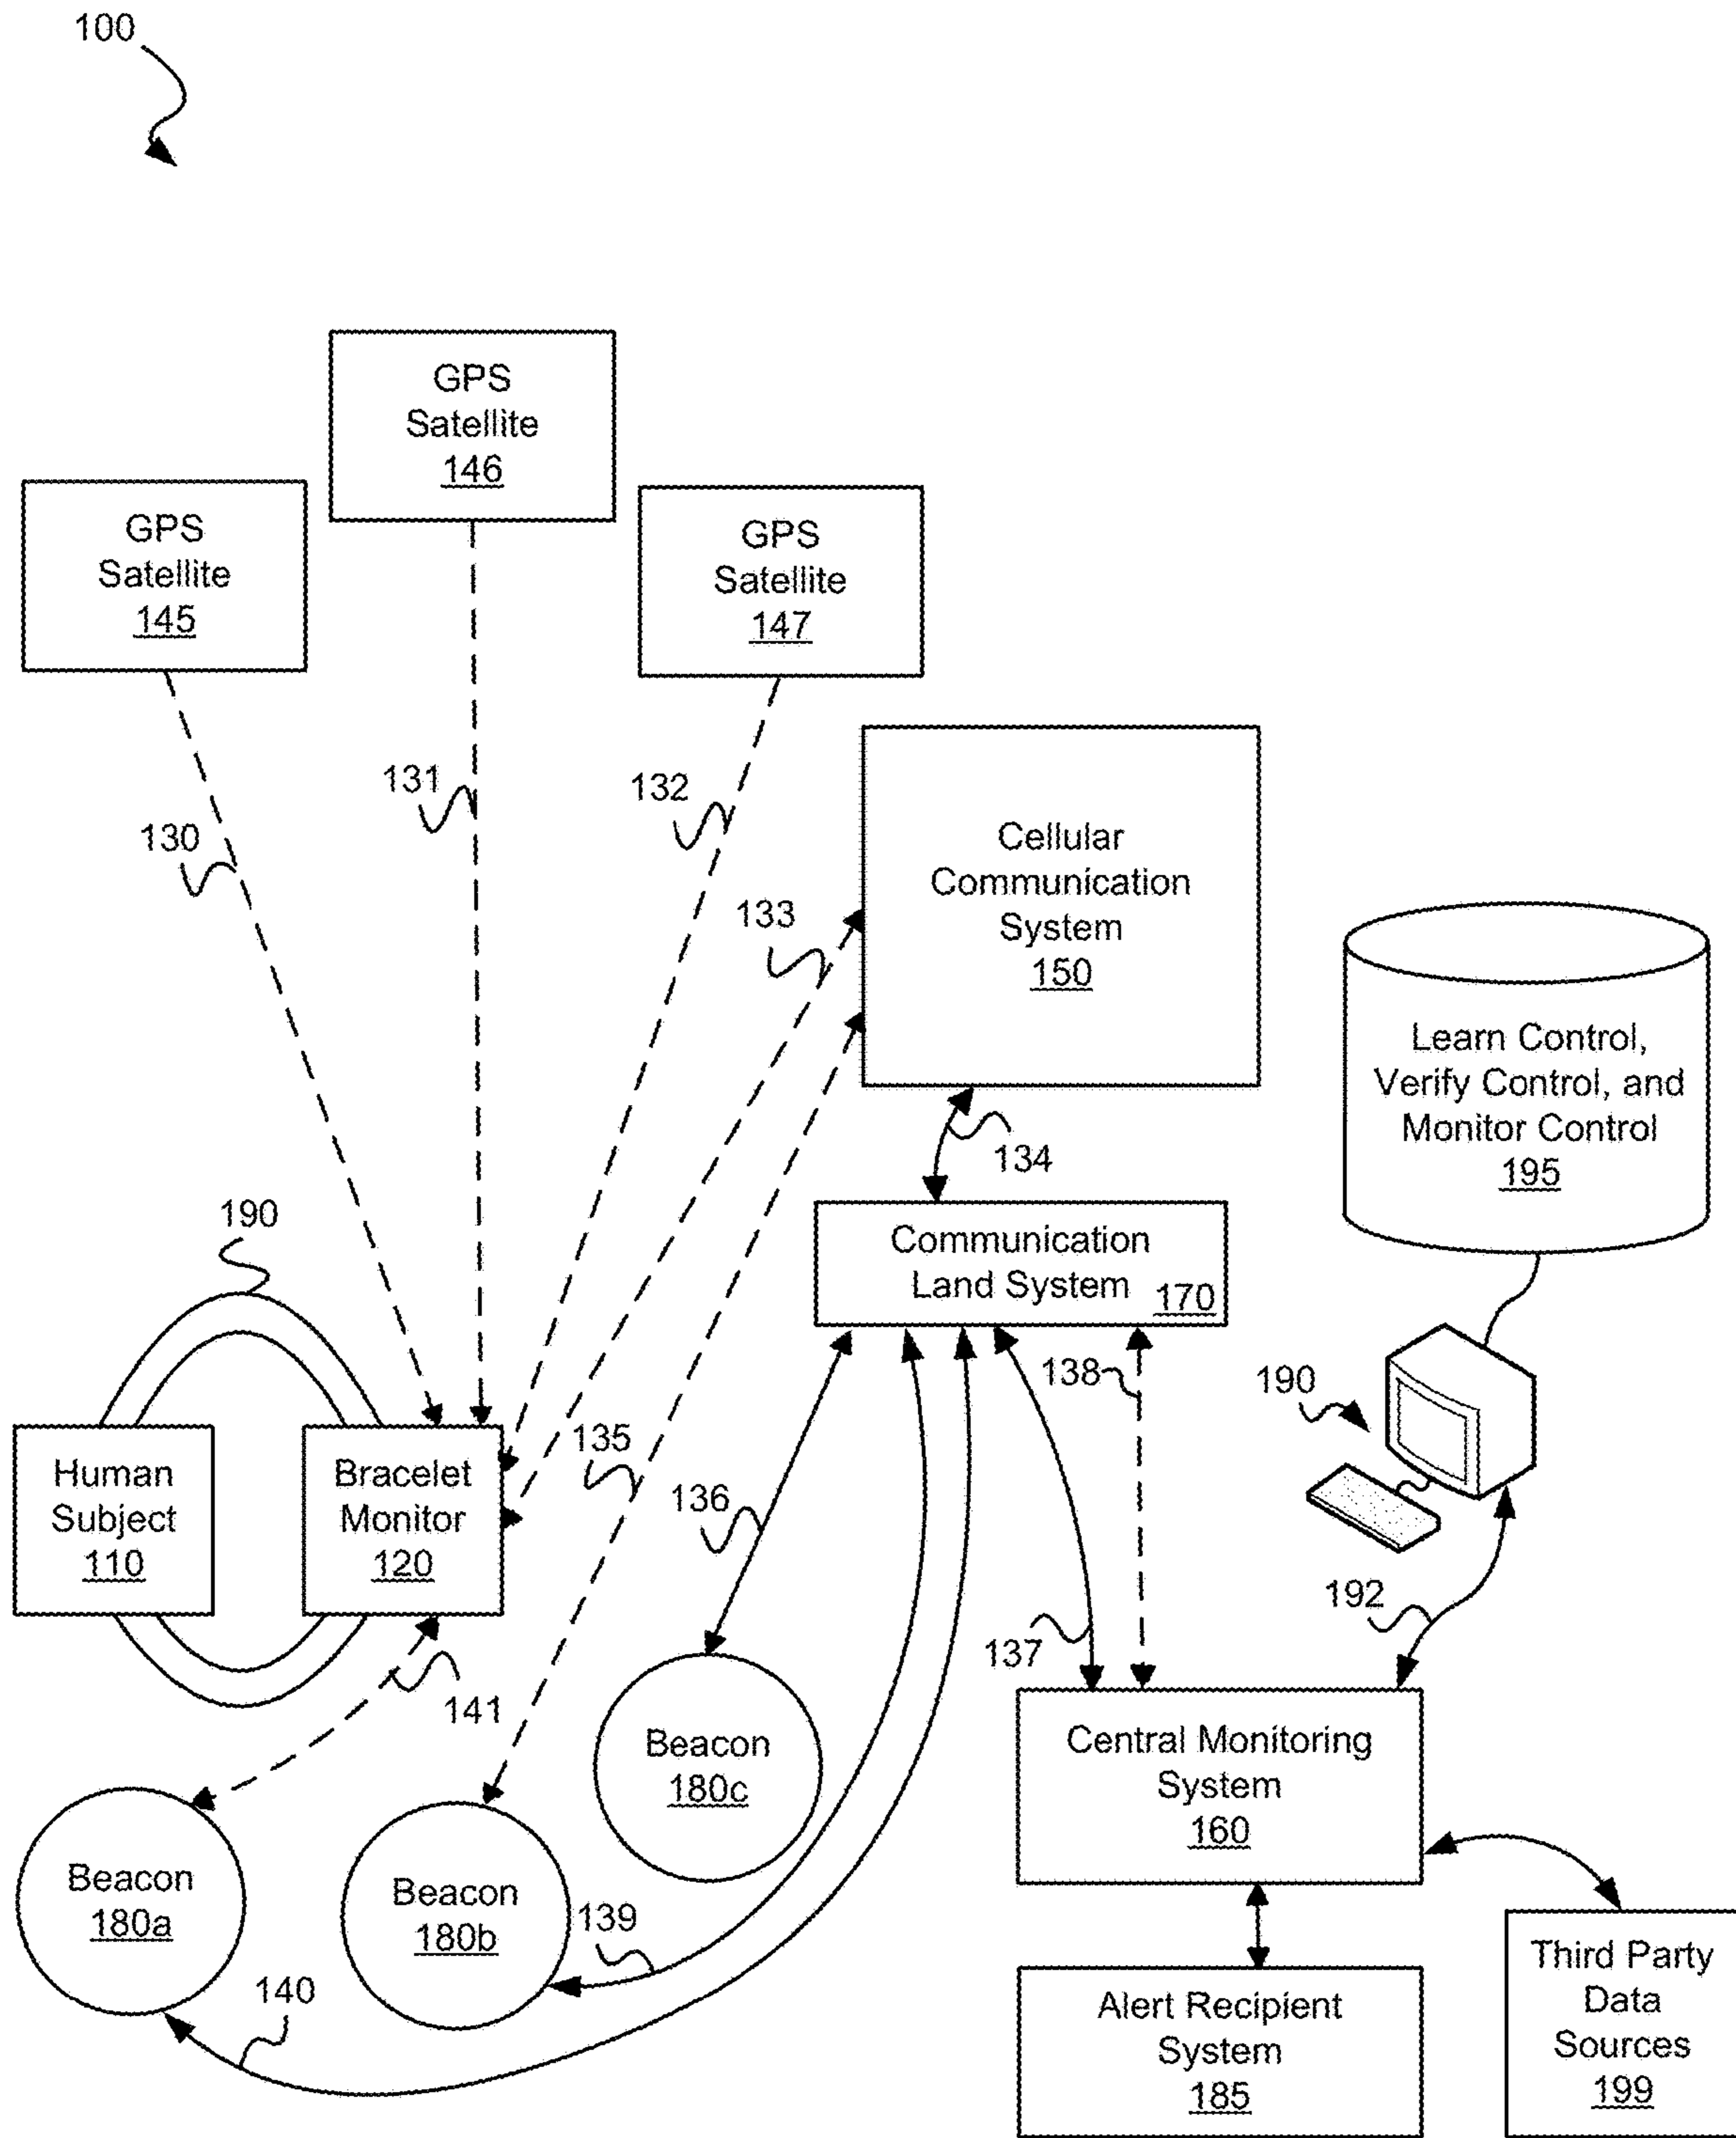 100
GPS
Satellite
146
GPS
Satellite
145
GPS
Satellite
147
131
132
130
133
Cellular
Communication
System
150
Learn Control,
Verify Control, and
Monitor Control
195
134
190
Communication
Land System
170
138
190
135
136
Human
Subject
110
Bracelet
Monitor
120
192
137
141
Beacon
180c
Central Monitoring
System
160
Beacon
180a
Beacon
180b
139
140
Alert Recipient
System
185
Third Party
Data
Sources
199